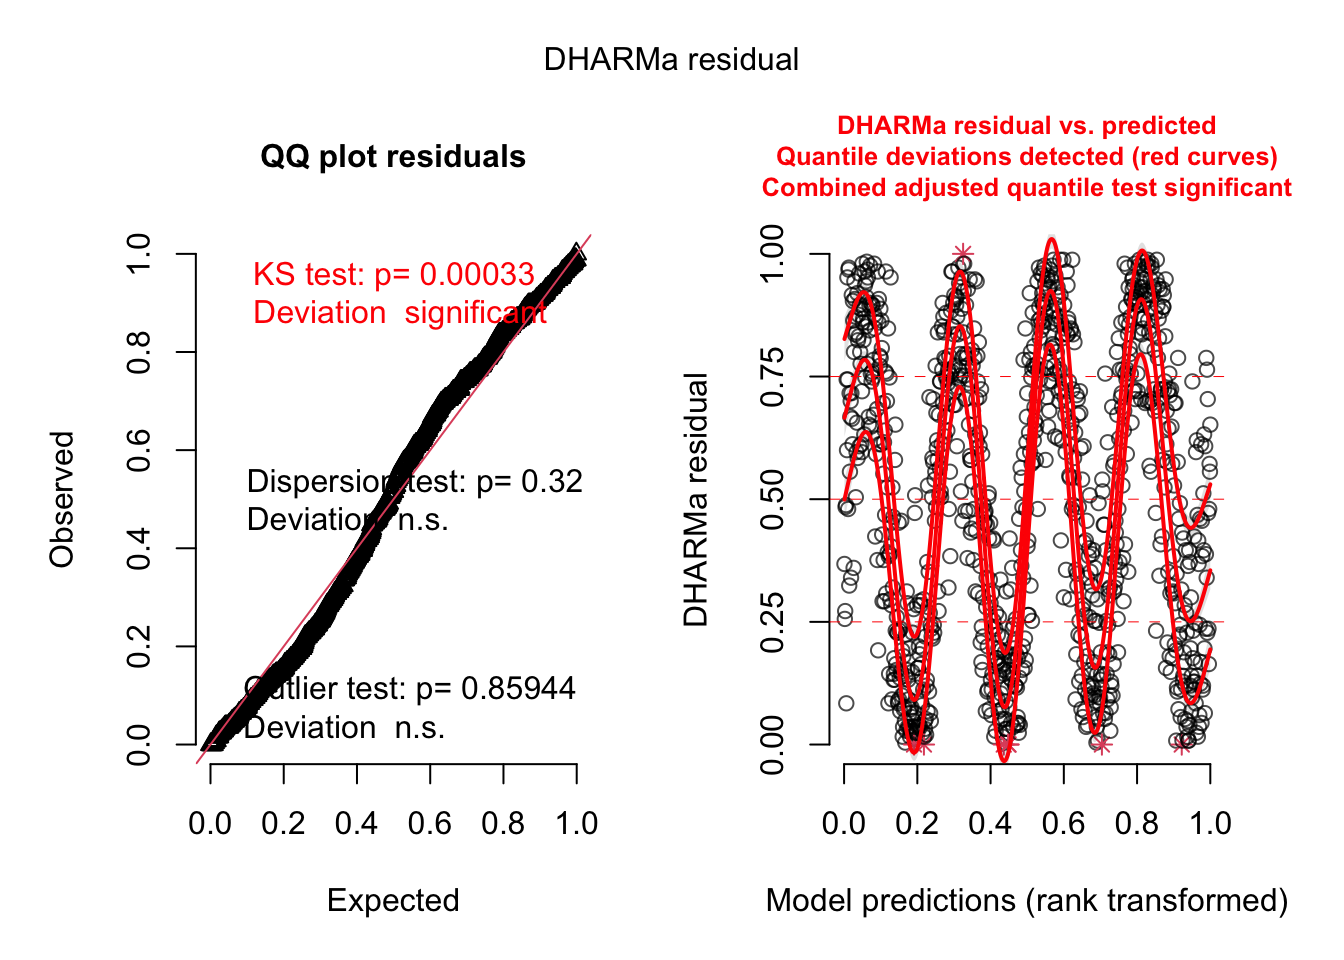 DHARMa residual
QQ plot residuals
KS test: p= 0.00033
Deviation  significant
Dispersion test: p= 0.32
Deviation  n.s.
Outlier test: p= 0.85944
Deviation  n.s.
Observed
0.0 0.2 0.4 0.6 0.8 1.0
0.0 0.2 0.4 0.6 0.8 1.0
Expected
DHARMa residual vs. predicted
Quantile deviations detected (red curves)
Combined adjusted quantile test significant
DHARMa residual
0.00 0.25 0.50 0.75 1.00
0.0 0.2 0.4 0.6 0.8 1.0
Model predictions (rank transformed)